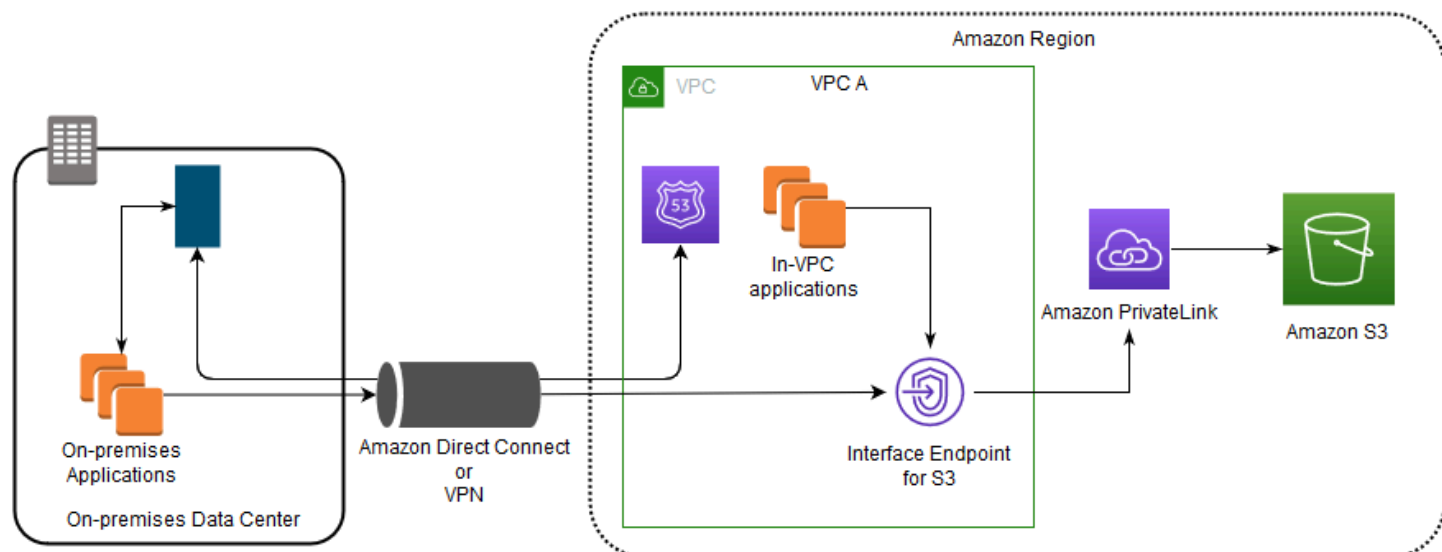 Amazon Region
VPC
VPC A
53
In-VPC
applications
Amazon PrivateLink
Amazon S3
On-premises
Applications
Amazon Direct Connect
or
VPN
Interface Endpoint
for S3
On-premises Data Center